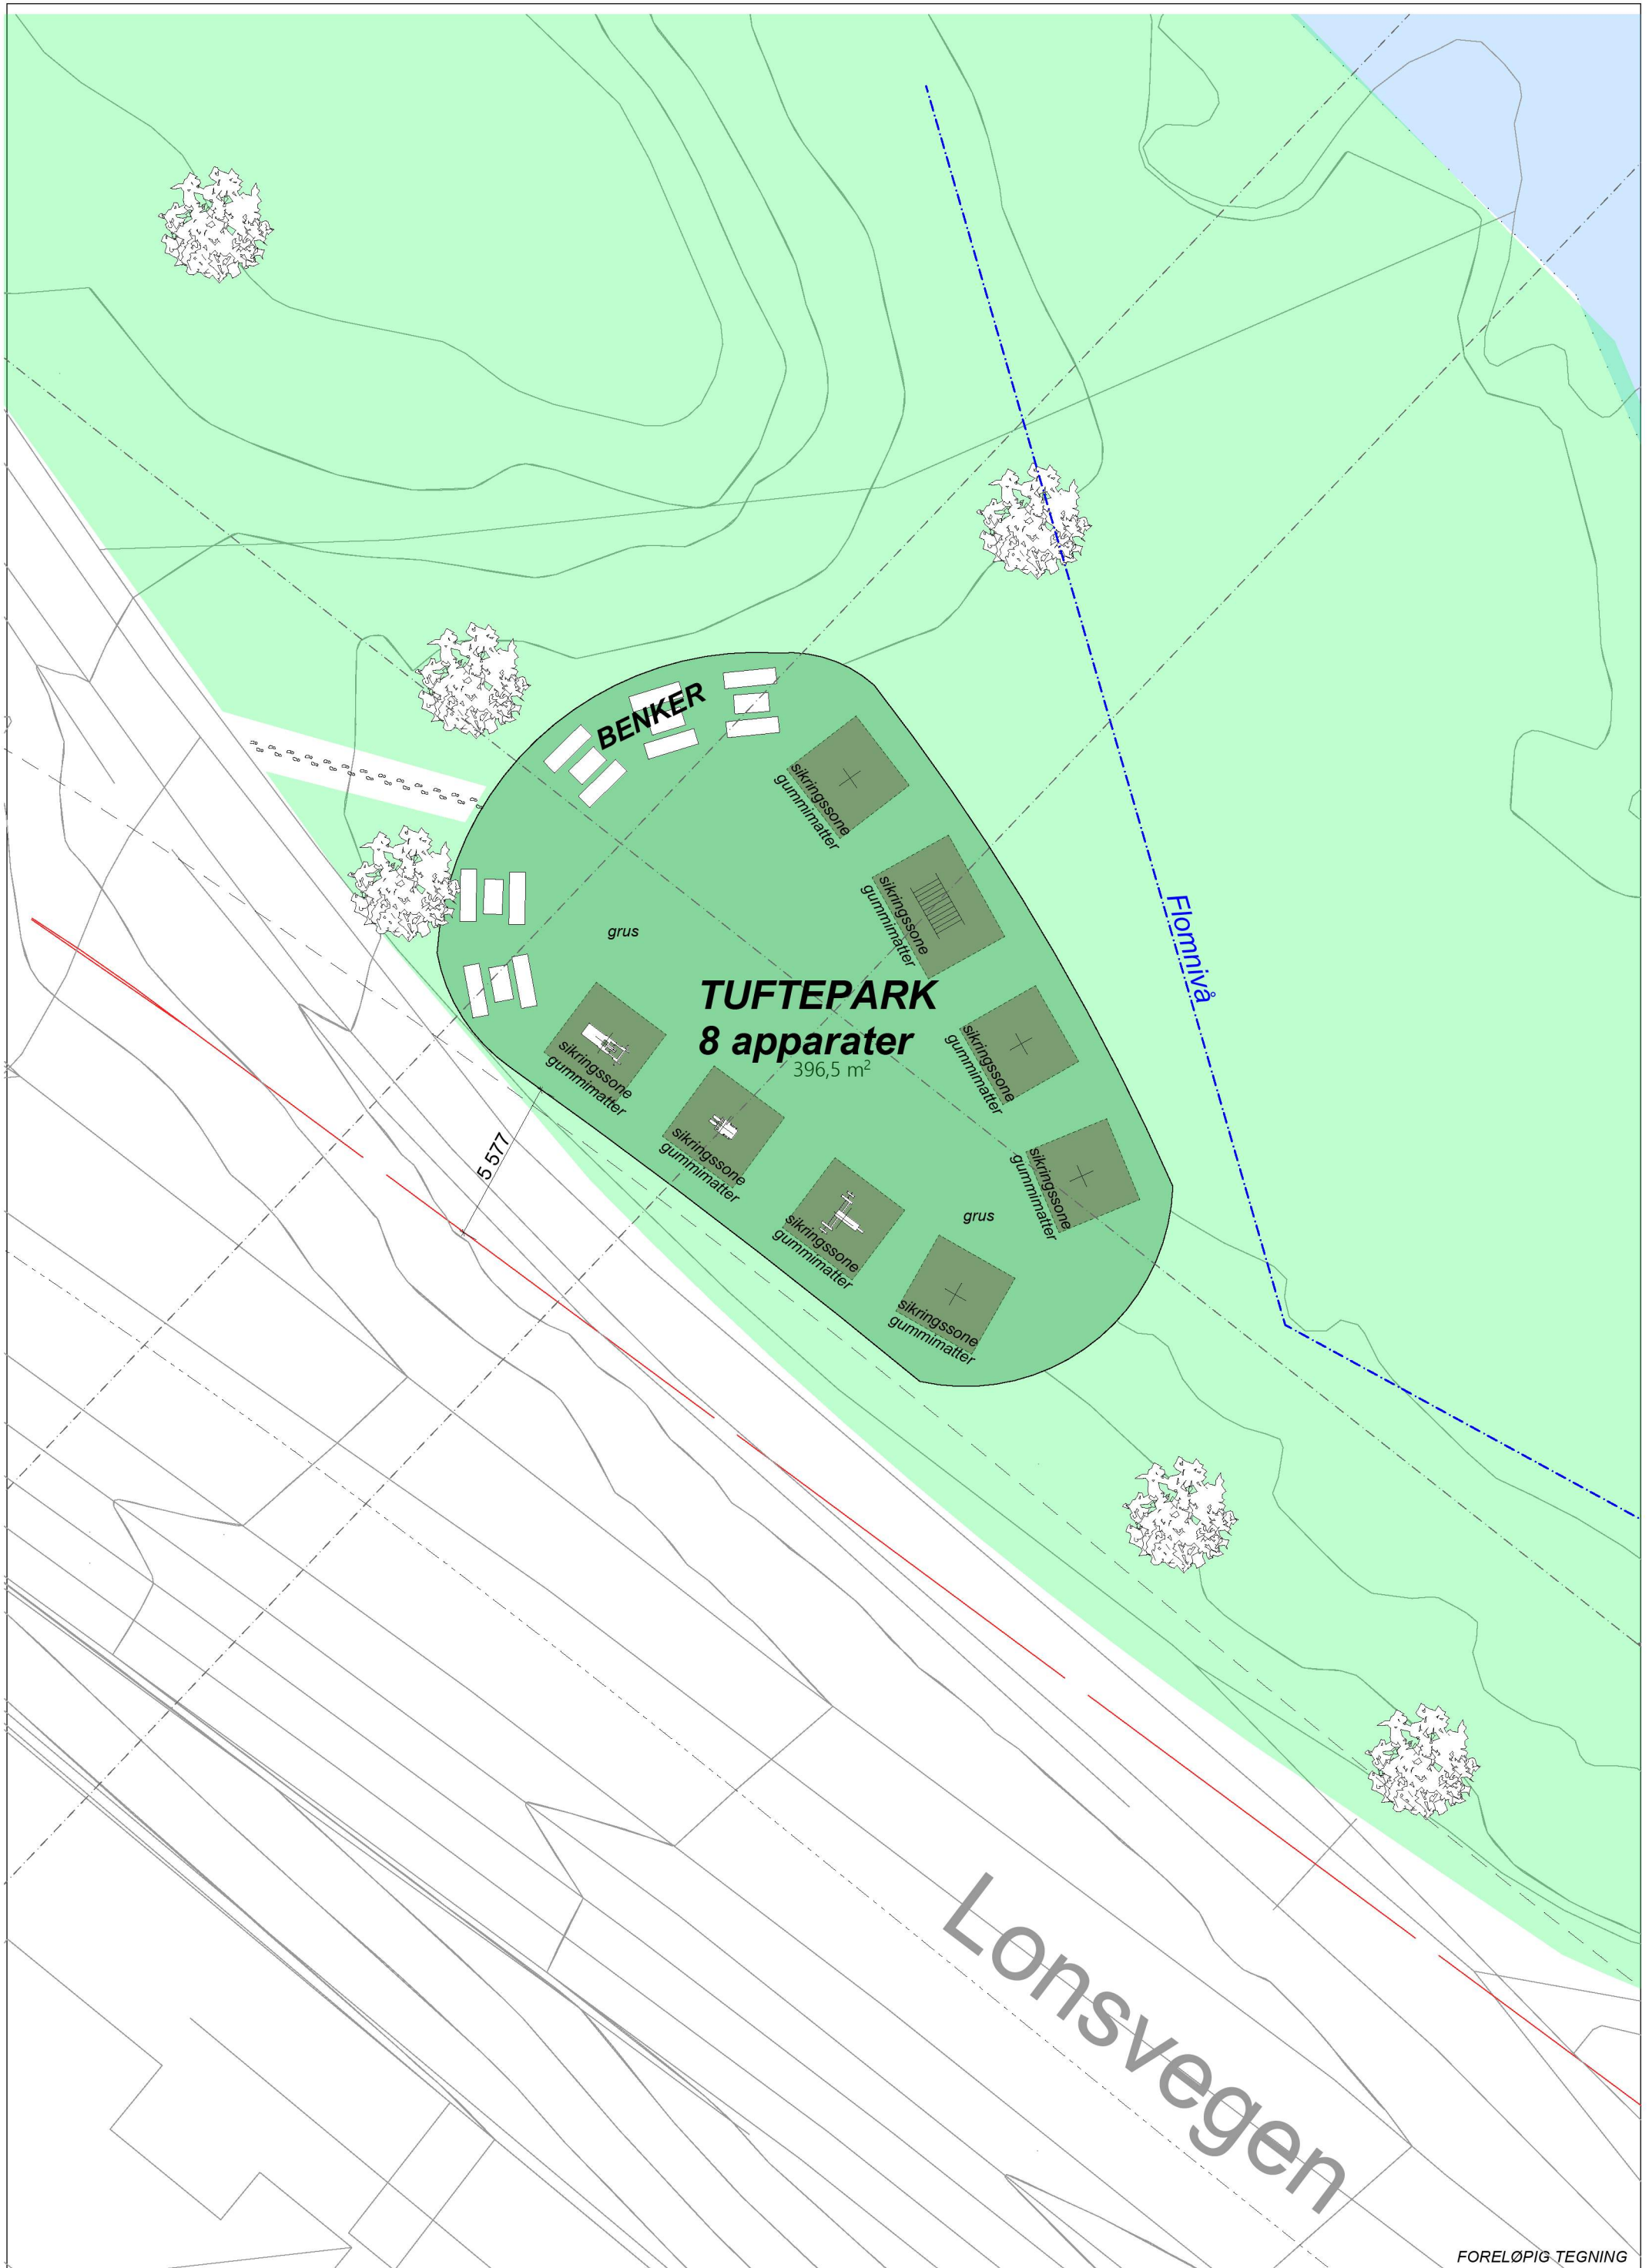 BENKER
sikringssone
gummimatter
sikringssone
gummimatter
grus
Flomnivå
TUFTEPARK
8 apparater
396,5 m²
sikringssone
gummimatter
sikringssone
gummimatter
sikringssone
gummimatter
sikringssone
gummimatter
5 577
grus
sikringssone
gummimatter
sikringssone
gummimatter
Lonsvegen
FORELØPIG TEGNING